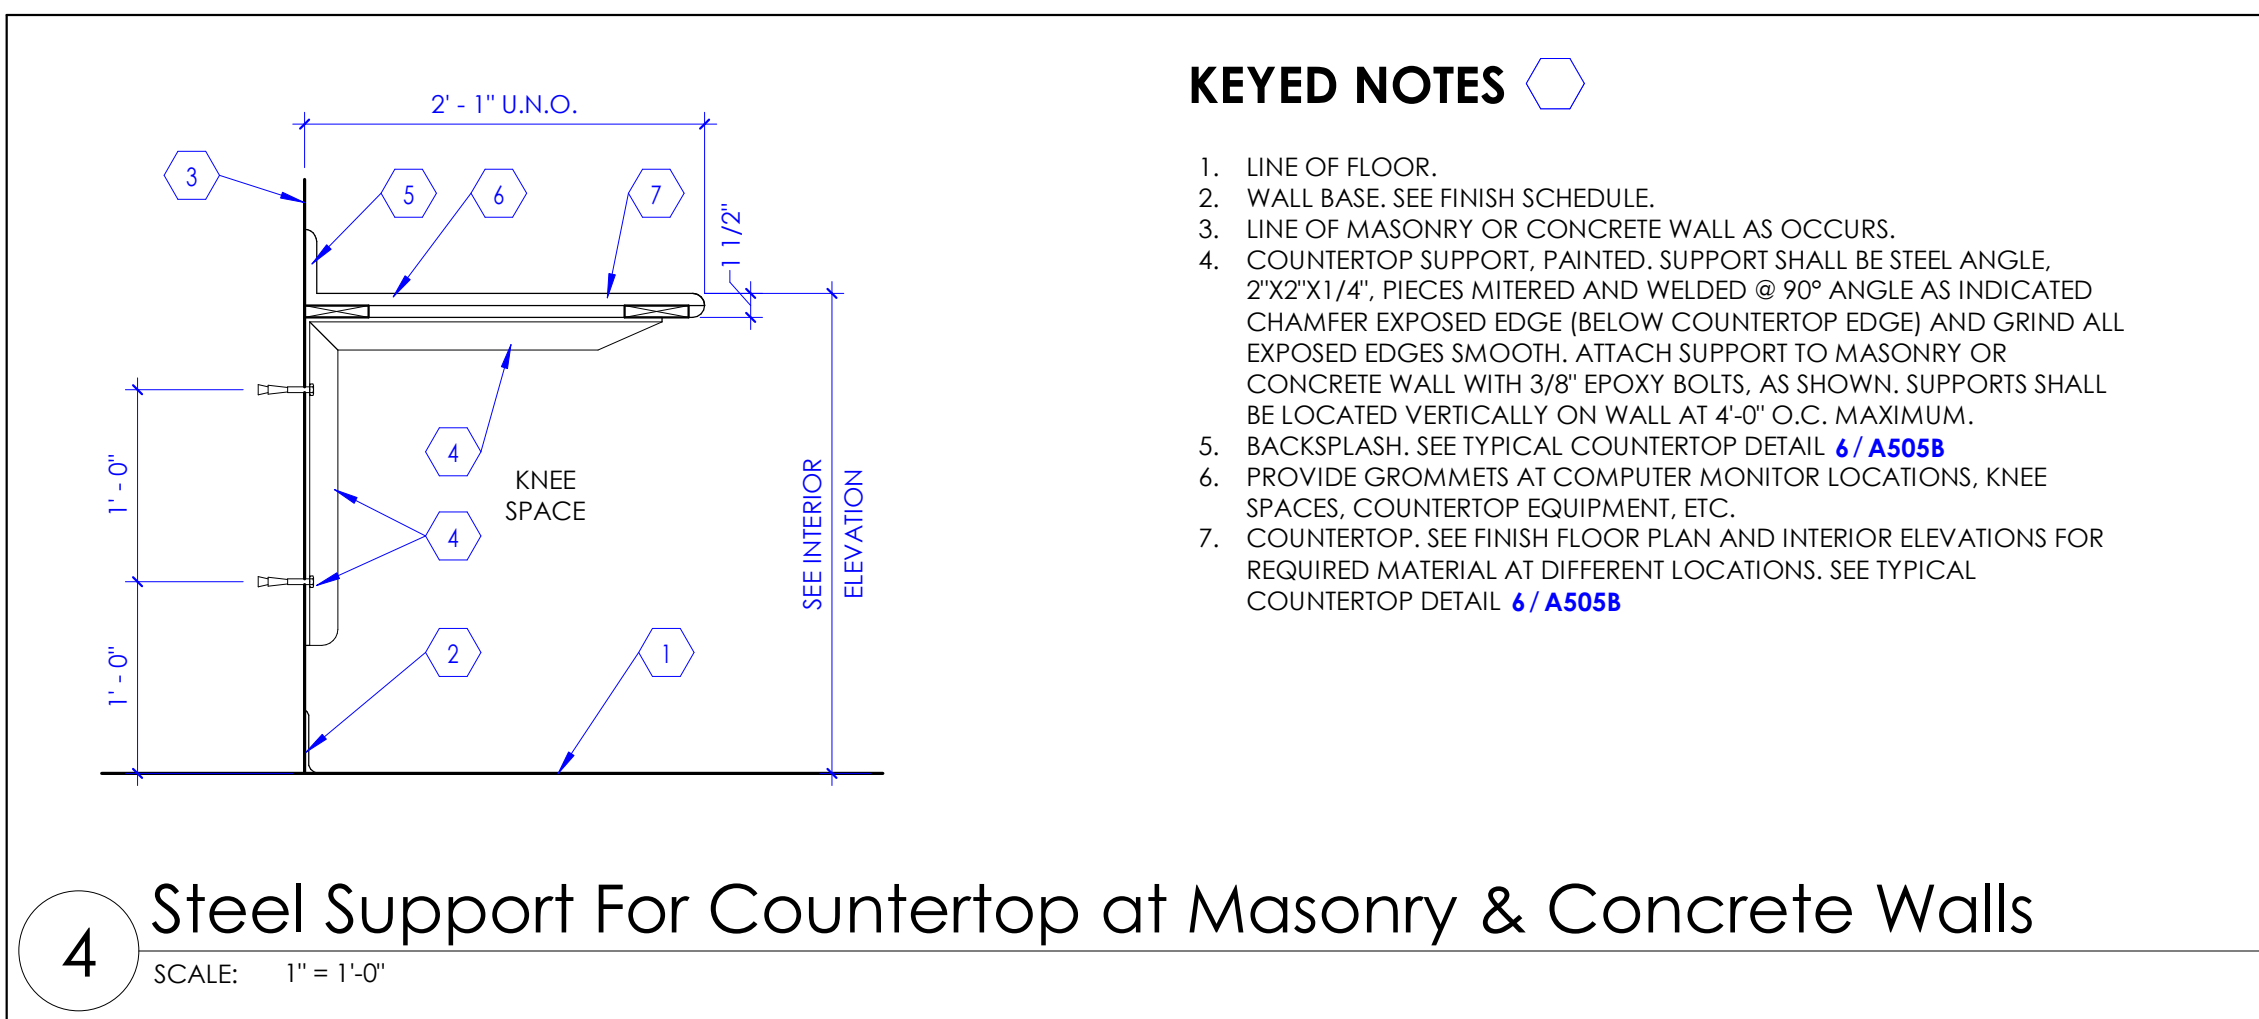 2' - 1" U.N.O.
3
5
6
7
1 1/2"
1' - 0"
4
KNEE
SPACE
4
SEE INTERIOR
ELEVATION
1' - 0"
2
1
KEYED NOTES
1. LINE OF FLOOR.
2. WALL BASE. SEE FINISH SCHEDULE.
3. LINE OF MASONRY OR CONCRETE WALL AS OCCURS.
4. COUNTERTOP SUPPORT, PAINTED. SUPPORT SHALL BE STEEL ANGLE,
2"X2"X1/4", PIECES MITERED AND WELDED @ 90° ANGLE AS INDICATED
CHAMFER EXPOSED EDGE (BELOW COUNTERTOP EDGE) AND GRIND ALL
EXPOSED EDGES SMOOTH. ATTACH SUPPORT TO MASONRY OR
CONCRETE WALL WITH 3/8" EPOXY BOLTS, AS SHOWN. SUPPORTS SHALL
BE LOCATED VERTICALLY ON WALL AT 4'-0" O.C. MAXIMUM.
5. BACKSPLASH. SEE TYPICAL COUNTERTOP DETAIL 6 / A505B
6. PROVIDE GROMMETS AT COMPUTER MONITOR LOCATIONS, KNEE
SPACES, COUNTERTOP EQUIPMENT, ETC.
7. COUNTERTOP. SEE FINISH FLOOR PLAN AND INTERIOR ELEVATIONS FOR
REQUIRED MATERIAL AT DIFFERENT LOCATIONS. SEE TYPICAL
COUNTERTOP DETAIL 6 / A505B
4
Steel Support For Countertop at Masonry & Concrete Walls
SCALE: 1" = 1'-0"